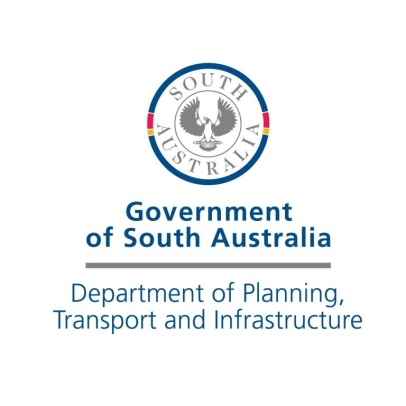 SOUTH
AUSTRALIA
Government
of South Australia
Department of Planning,
Transport and Infrastructure